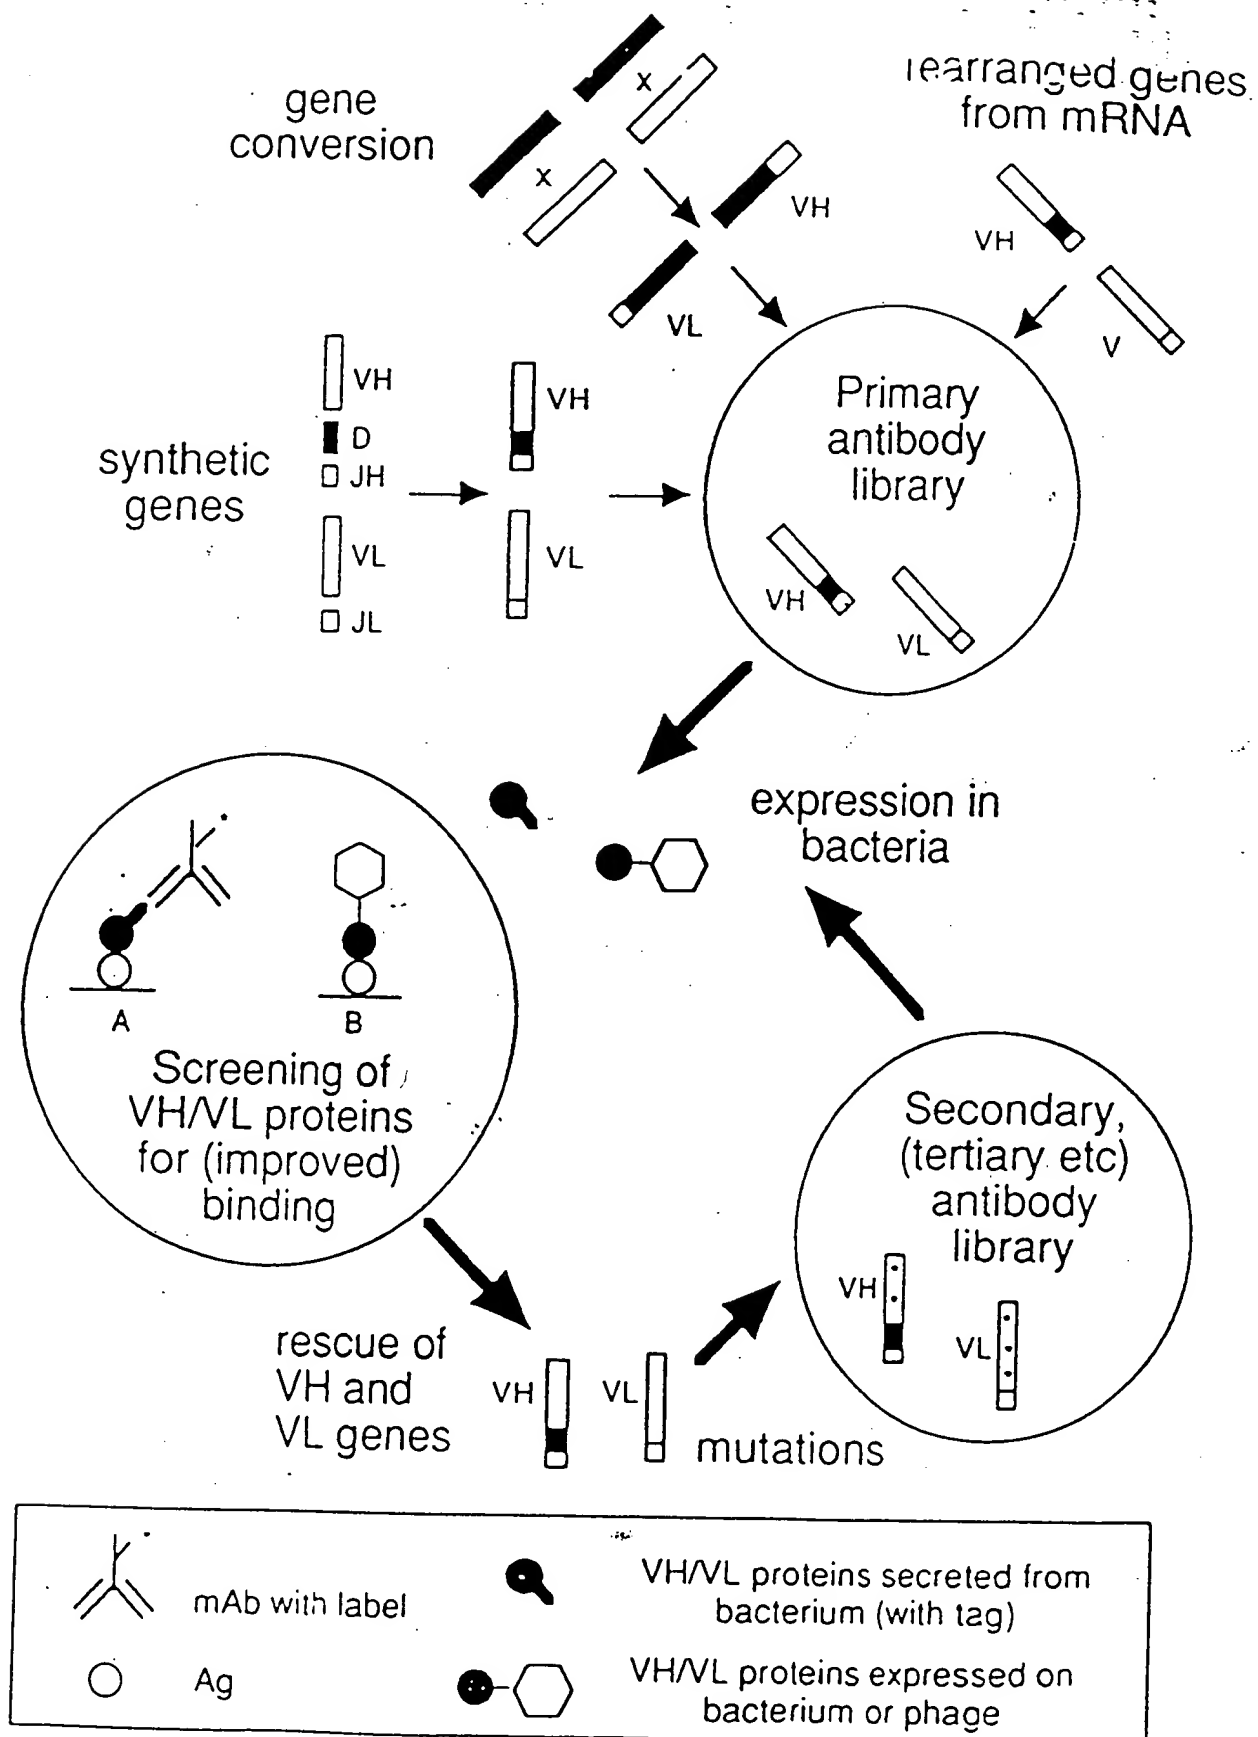 gene
conversion
x
x
rearranged genes
from mRNA
VH
VL
VH
V
synthetic
genes
VH
D
JH
VL
JL
VH
VL
Primary
antibody
library
VH
VL
expression in
bacteria
A
B
Screening of
VH/VL proteins
for (improved)
binding
Secondary,
(tertiary etc)
antibody
library
VH
VL
rescue of
VH and
VL genes
VH
VL
mutations
mAb with label
VH/VL proteins secreted from
bacterium (with tag)
Ag
VH/VL proteins expressed on
bacterium or phage